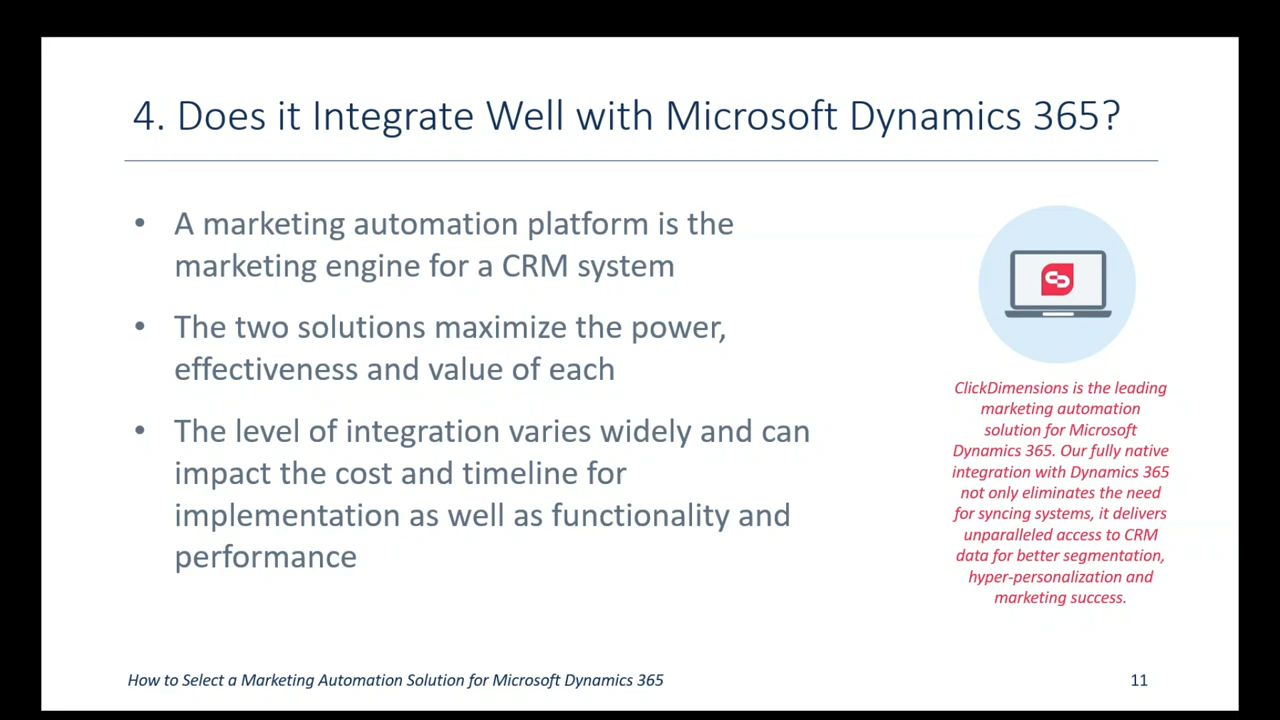 4. Does it Integrate Well with Microsoft Dynamics 365?
• A marketing automation platform is the
marketing engine for a CRM system
• The two solutions maximize the power,
effectiveness and value of each
• The level of integration varies widely and can
impact the cost and timeline for
implementation as well as functionality and
performance
ClickDimensions is the leading
marketing automation
solution for Microsoft
Dynamics 365. Our fully native
integration with Dynamics 365
not only eliminates the need
for syncing systems, it delivers
unparalleled access to CRM
data for better segmentation,
hyper-personalization and
marketing success.
How to Select a Marketing Automation Solution for Microsoft Dynamics 365
11